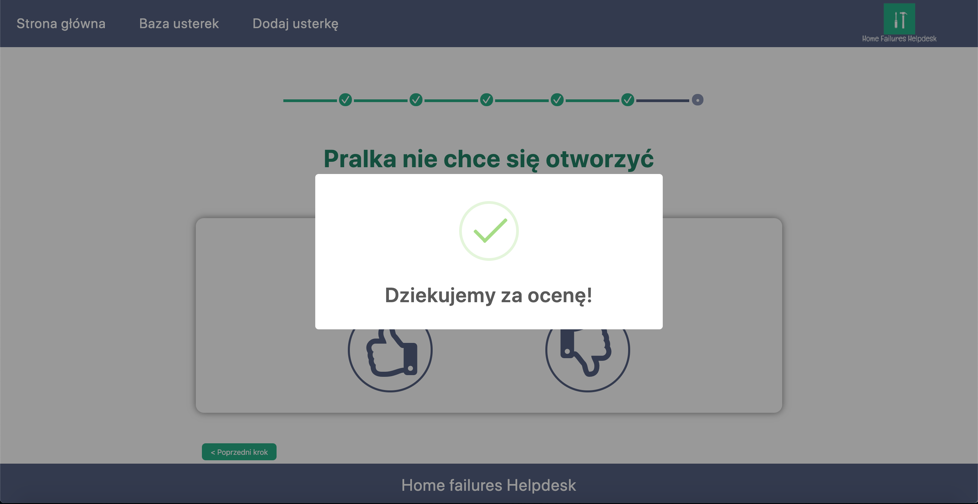 Strona główna
Baza usterek
Dodaj usterkę
Home Failures Helpdesk
Pralka nie chce się otworzyć
Dziekujemy za ocenę!
< Poprzedni krok
Home failures Helpdesk